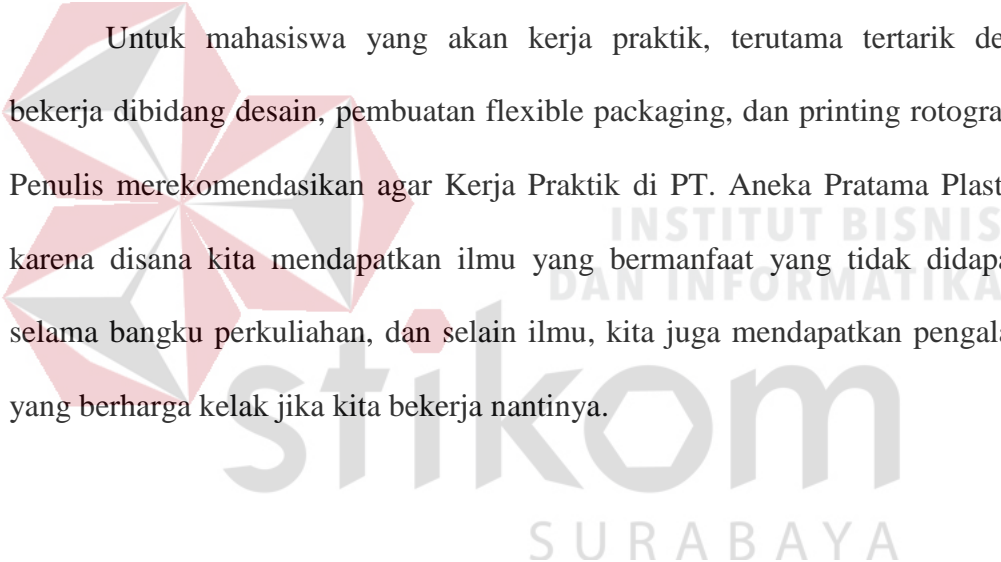 Untuk mahasiswa yang akan kerja praktik, terutama tertarik de
bekerja dibidang desain, pembuatan flexible packaging, dan printing rotogra
Penulis merekomendasikan agar Kerja Praktik di PT. Aneka Pratama Plast
INSTITUT BISNIS
karena disana kita mendapatkan ilmu yang bermanfaat yang tidak didapa
DAN INFORMATIKA
selama bangku perkuliahan, dan selain ilmu, kita juga mendapatkan pengala
yang berharga kelak jika kita bekerja nantinya.
stikom
SURABAYA